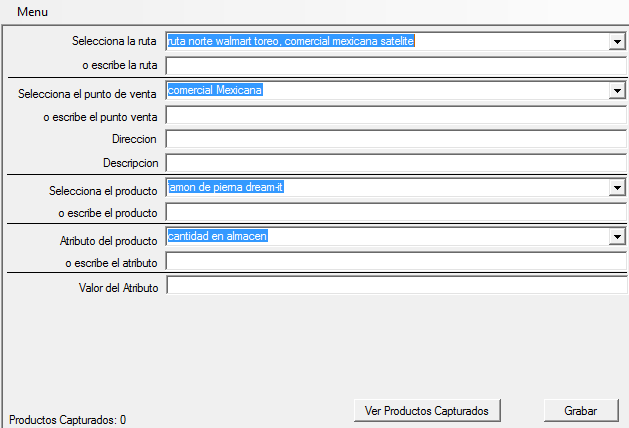 Menu
Selecciona la ruta ruta norte walmart toreo, comercial mexicana satelite
o escribe la ruta
Selecciona el punto de venta comercial Mexicana
o escribe el punto venta
Direccion
Descripcion
Selecciona el producto jamon de pierna dream-it
o escribe el producto
Atributo del producto cantidad en almacen
o escribe el atributo
Valor del Atributo
Ver Productos Capturados Grabar
Productos Capturados: 0